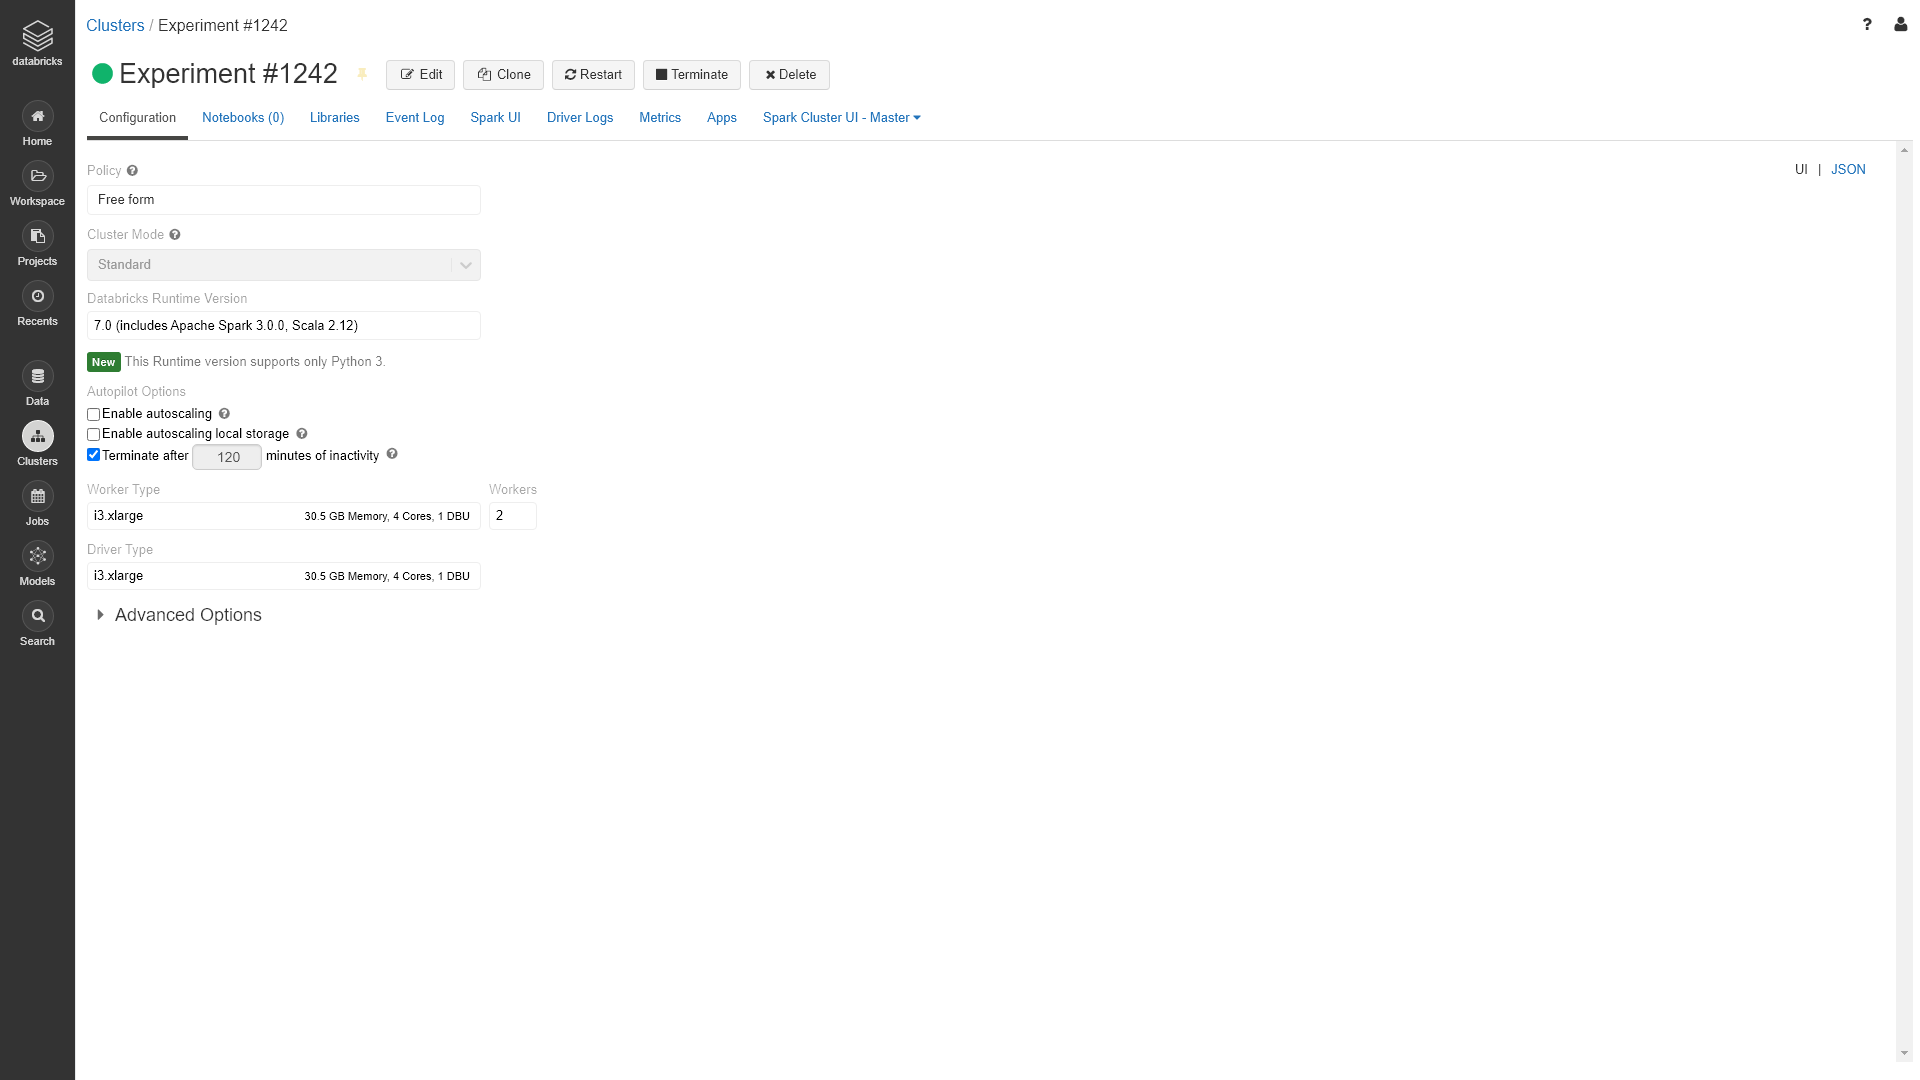 databricks
Home
Workspace
Projects
Recents
Data
Clusters
Jobs
Models
Search
Clusters / Experiment #1242
?
Experiment #1242
Edit
Clone
Restart
Terminate
Delete
Configuration
Notebooks (0)
Libraries
Event Log
Spark UI
Driver Logs
Metrics
Apps
Spark Cluster UI - Master
UI | JSON
Policy ?
Free form
Cluster Mode ?
Standard
Databricks Runtime Version
7.0 (includes Apache Spark 3.0.0, Scala 2.12)
New This Runtime version supports only Python 3.
Autopilot Options
Enable autoscaling ?
Enable autoscaling local storage ?
Terminate after 120 minutes of inactivity ?
Worker Type
Workers
i3.xlarge 30.5 GB Memory, 4 Cores, 1 DBU
2
Driver Type
i3.xlarge 30.5 GB Memory, 4 Cores, 1 DBU
Advanced Options